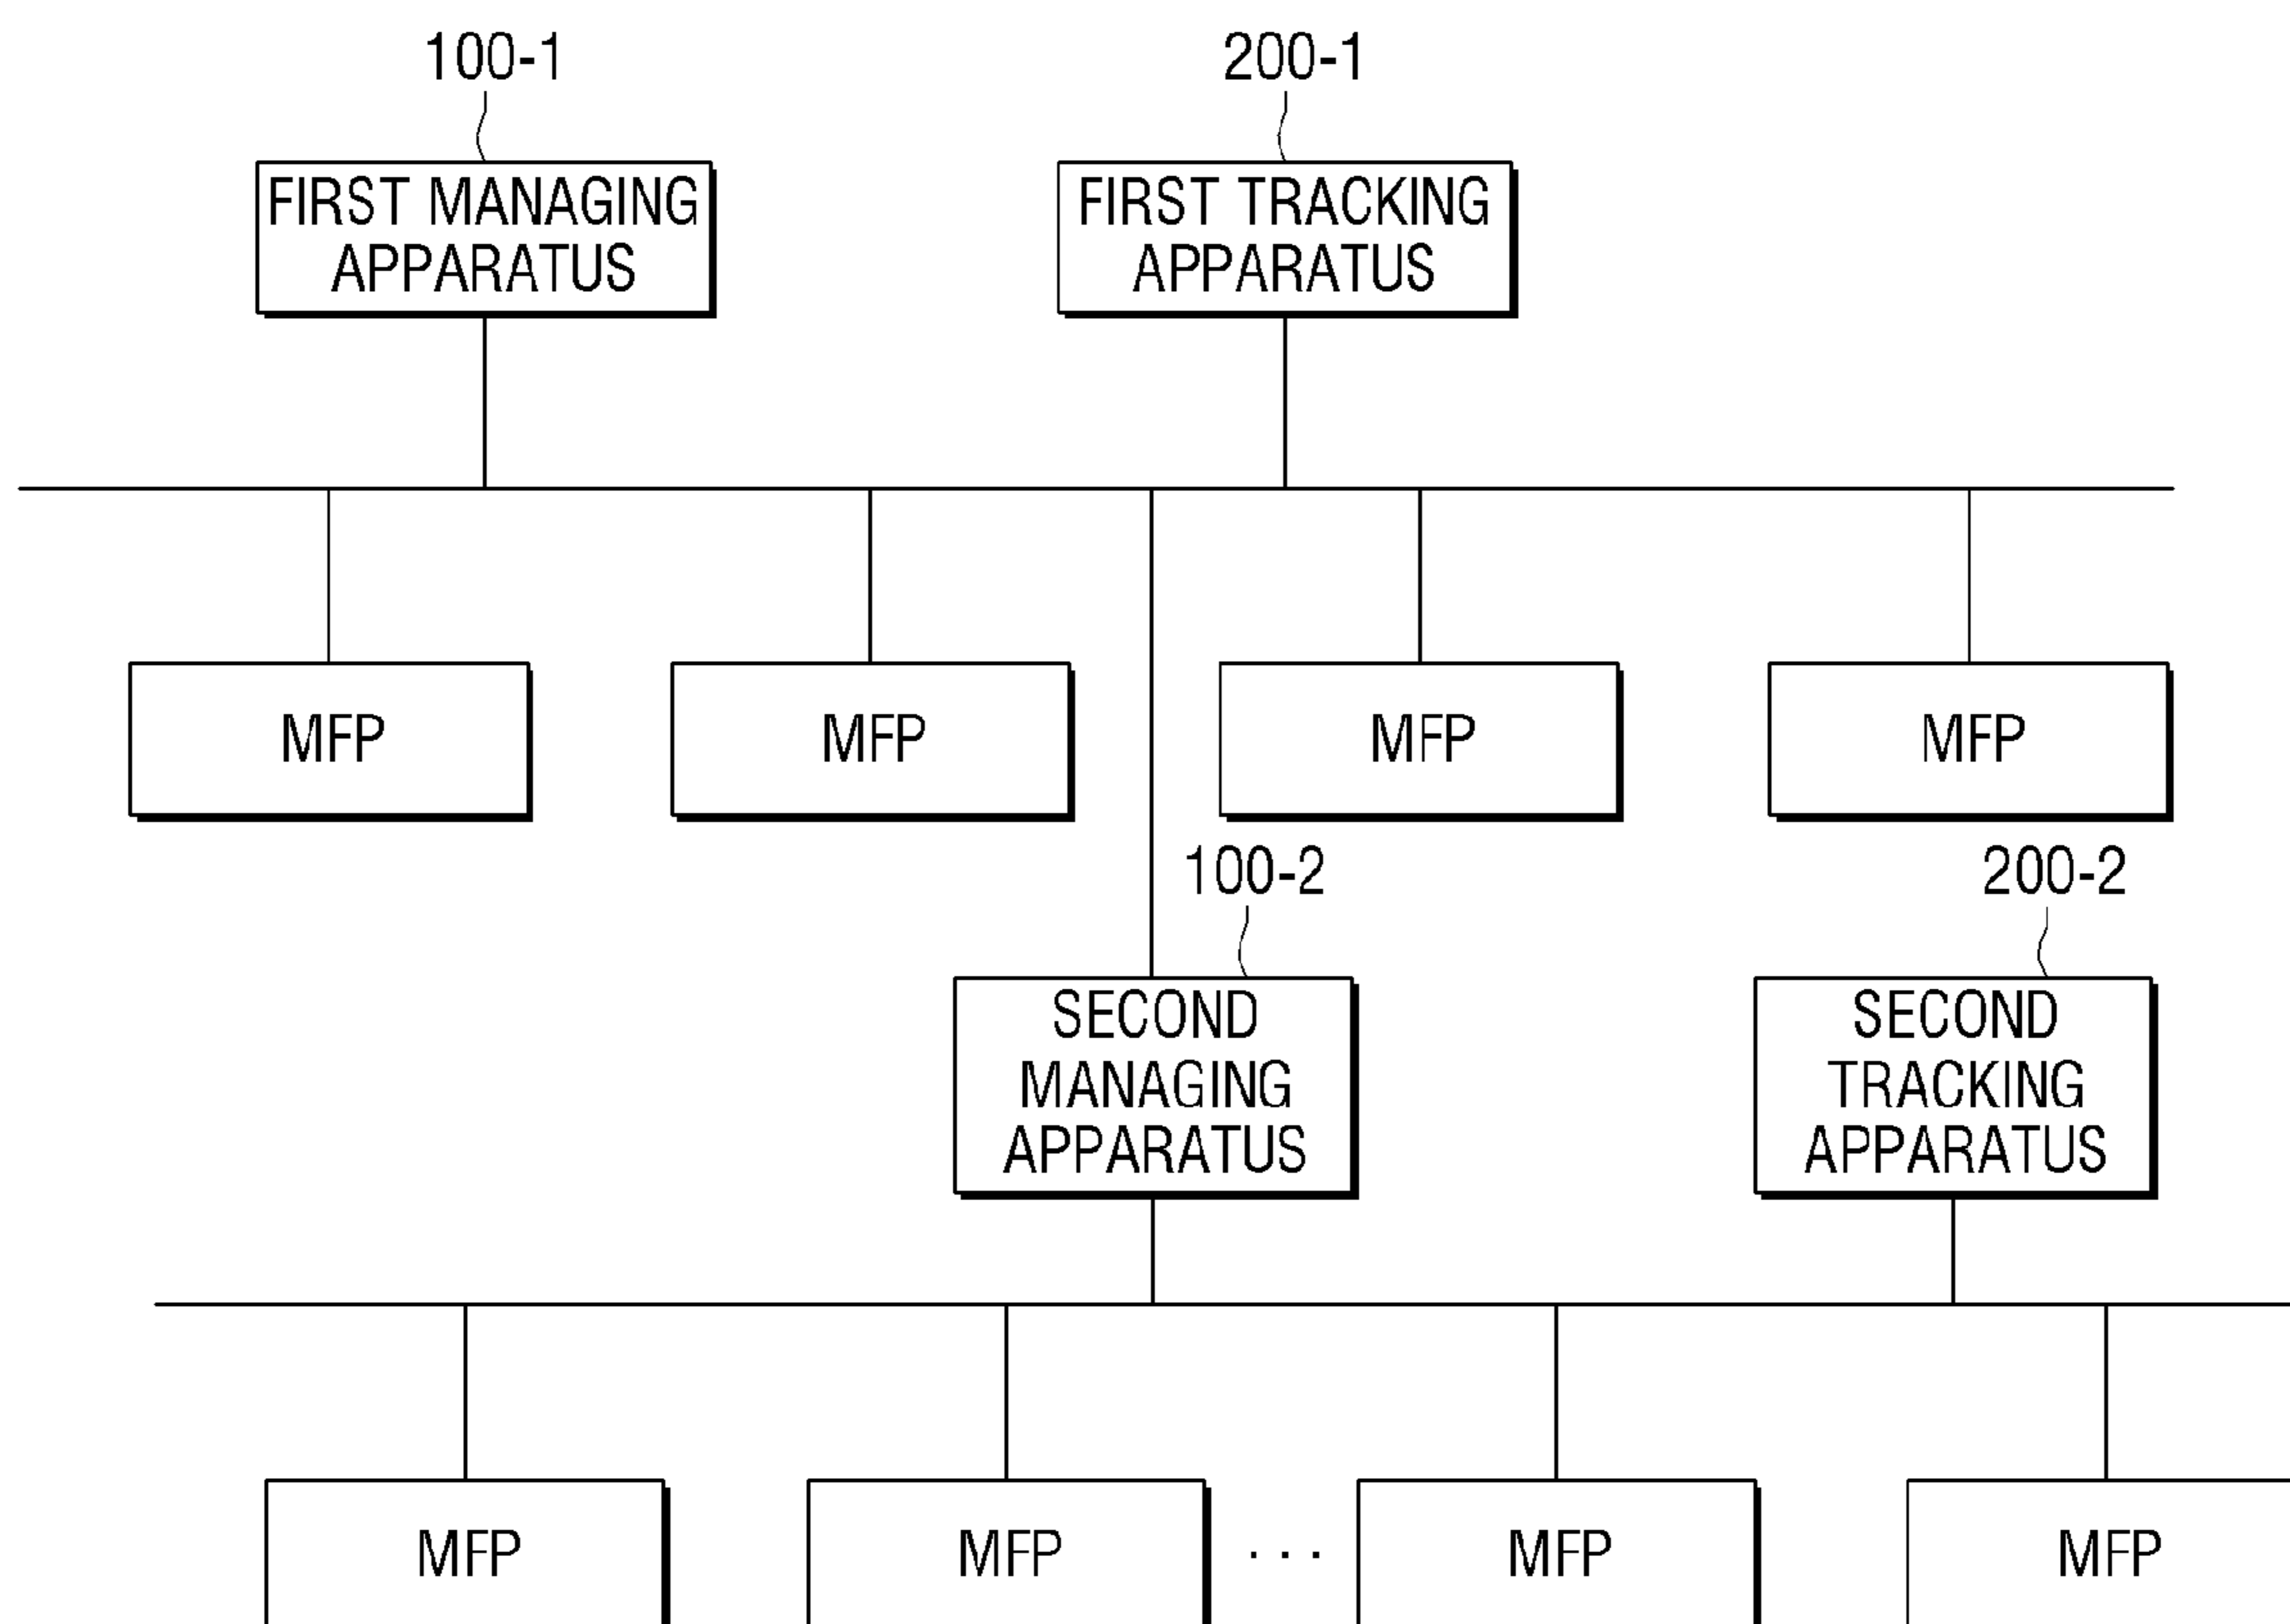 100-1
200-1
FIRST MANAGING
APPARATUS
FIRST TRACKING
APPARATUS
MFP
MFP
MFP
MFP
100-2
200-2
SECOND
MANAGING
APPARATUS
SECOND
TRACKING
APPARATUS
MFP
MFP
...
MFP
MFP